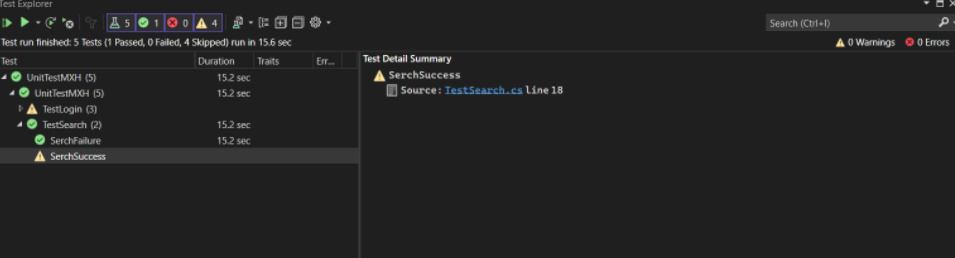 Test Explorer
5 1 0 4
Search (Ctrl+I)
Test run finished: 5 Tests (1 Passed, 0 Failed, 4 Skipped) run in 15.6 sec
0 Warnings 0 Errors
Test Duration Traits Err...
UnitTestMXH (5) 15.2 sec
UnitTestMXH (5) 15.2 sec
TestLogin (3)
TestSearch (2) 15.2 sec
SerchFailure 15.2 sec
SerchSuccess
Test Detail Summary
SerchSuccess
Source: TestSearch.cs line 18